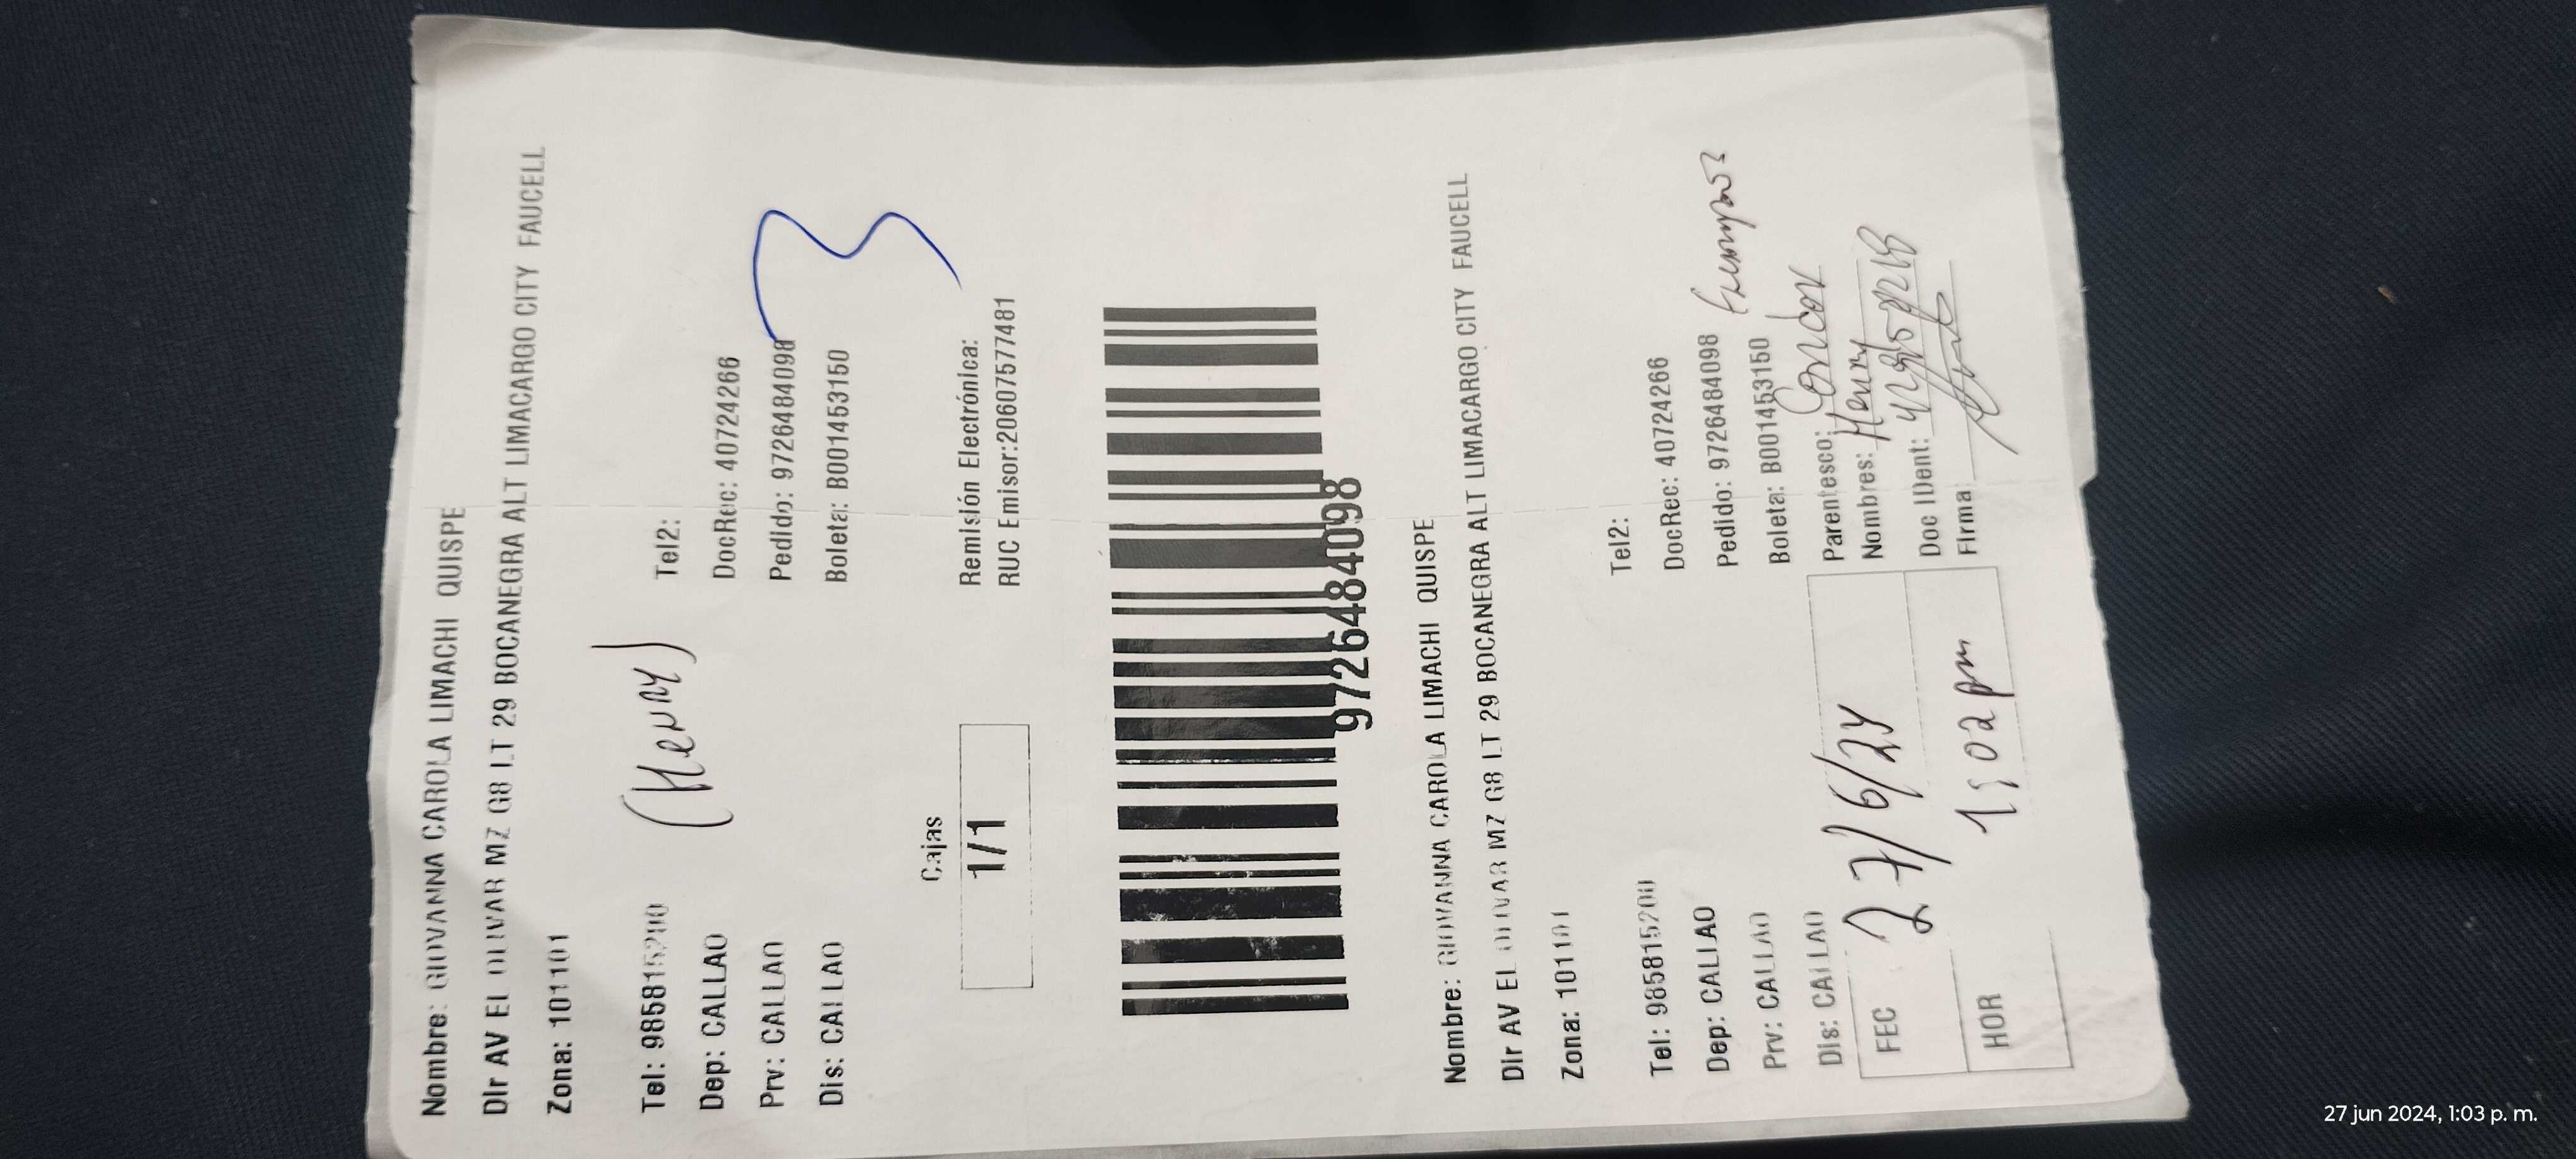 Nombre: GIOVANNA CAROLA LIMACHI QUISPE
Dir AV EL OLIVAR MZ G8 LT 29 BOCANEGRA ALT LIMACARGO CITY FAUCELL
Zona: 101101
(Henry)
Tel: 985815200 Tel2:
Dep: CALLAO DocRec: 40724266
Prv: CALLAO Pedido: 972648409​8
Dis: CALLAO Boleta: B001453150
Cajas
1/1
Remisión Electrónica:
RUC Emisor:20607577481
9726484098
Nombre: GIOVANNA CAROLA LIMACHI QUISPE
Dir AV EL OLIVAR MZ G8 LT 29 BOCANEGRA ALT LIMACARGO CITY FAUCELL
Zona: 101101
Tel: 985815200 Tel2:
Dep: CALLAO DocRec: 40724266
Prv: CALLAO Pedido: 9726484098
Dis: CALLAO Boleta: B001453150
FEC 27/6/24
HOR 1:02 pm
Parentesco: Condor
Nombres: Henry
Doc IDent:
Firma
27 jun 2024, 1:03 p. m.